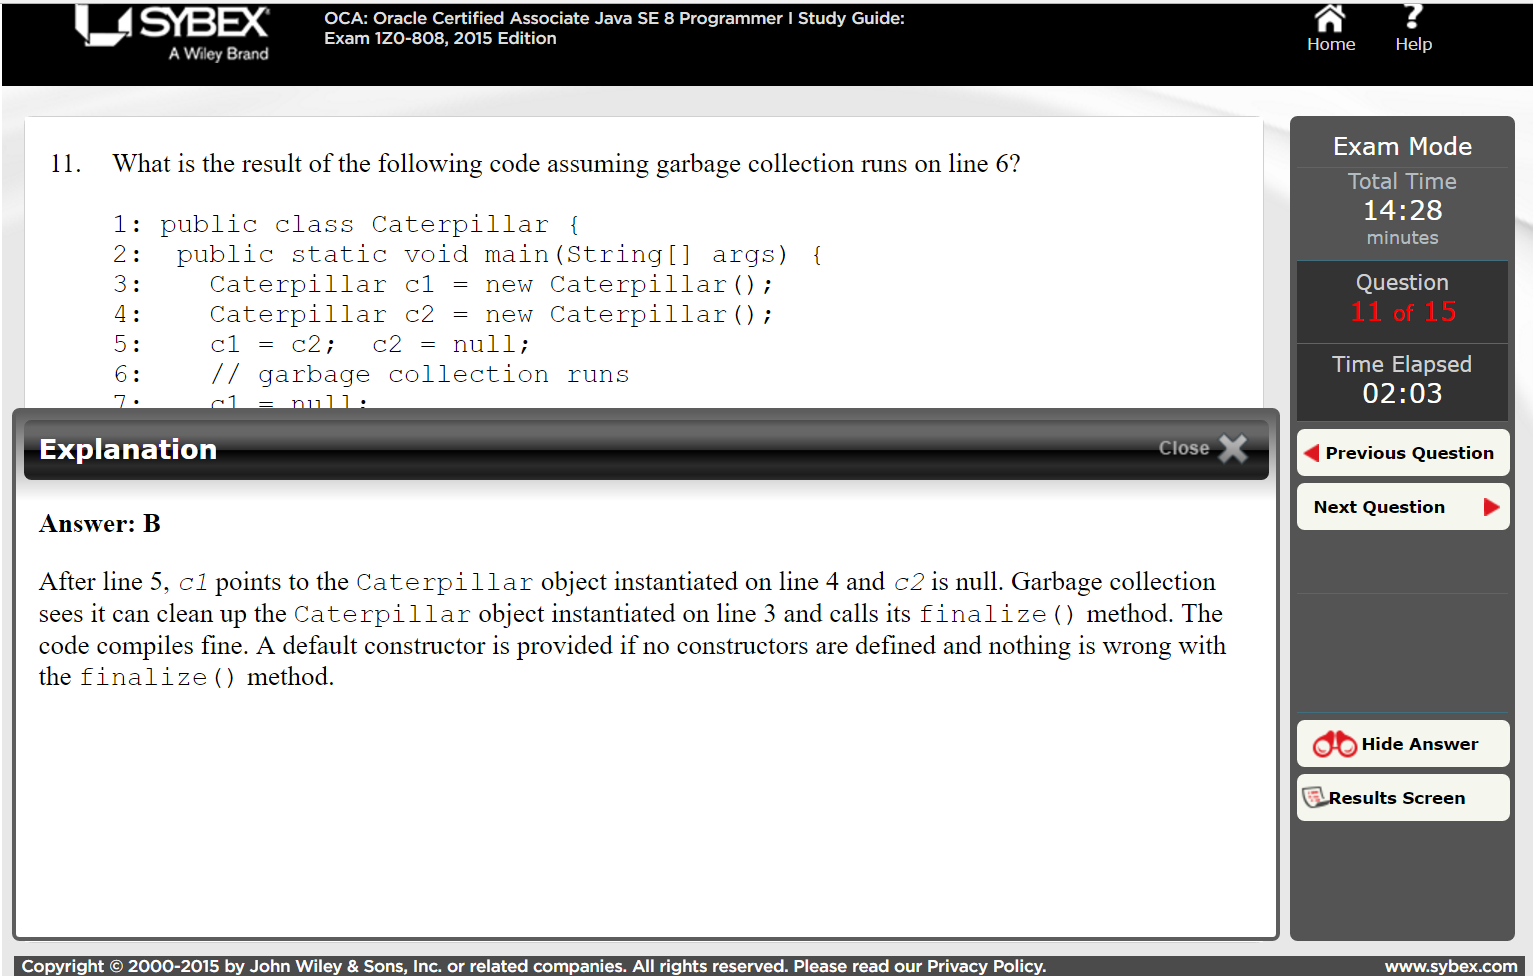 SYBEX
A Wiley Brand
OCA: Oracle Certified Associate Java SE 8 Programmer I Study Guide:
Exam 1Z0-808, 2015 Edition
Home
Help
11. What is the result of the following code assuming garbage collection runs on line 6?
1: public class Caterpillar {
2:  public static void main(String[] args) {
3:    Caterpillar c1 = new Caterpillar();
4:    Caterpillar c2 = new Caterpillar();
5:    c1 = c2;  c2 = null;
6:    // garbage collection runs
7:    c1 = null;
Explanation
Close
Answer: B
After line 5, c1 points to the Caterpillar object instantiated on line 4 and c2 is null. Garbage collection
sees it can clean up the Caterpillar object instantiated on line 3 and calls its finalize() method. The
code compiles fine. A default constructor is provided if no constructors are defined and nothing is wrong with
the finalize() method.
Exam Mode
Total Time
14:28
minutes
Question
11 of 15
Time Elapsed
02:03
Previous Question
Next Question
Hide Answer
Results Screen
Copyright © 2000-2015 by John Wiley & Sons, Inc. or related companies. All rights reserved. Please read our Privacy Policy.
www.sybex.com